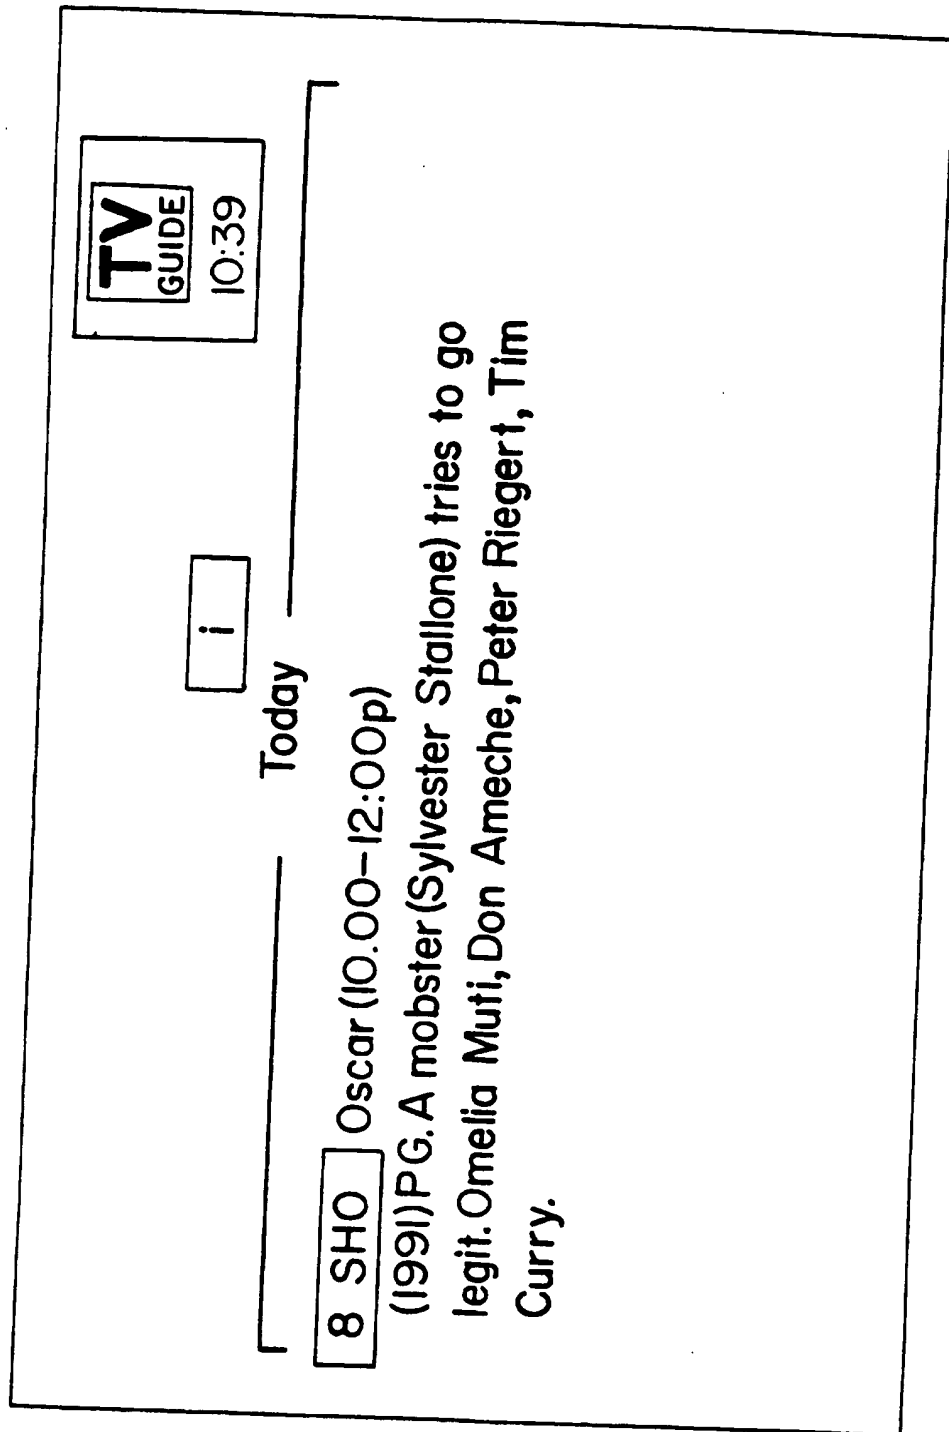 TV
GUIDE
10:39
i
Today
8 SHO Oscar (10.00-12:00p)
(1991) PG. A mobster (Sylvester Stallone) tries to go
legit. Omelia Muti, Don Ameche, Peter Riegert, Tim
Curry.